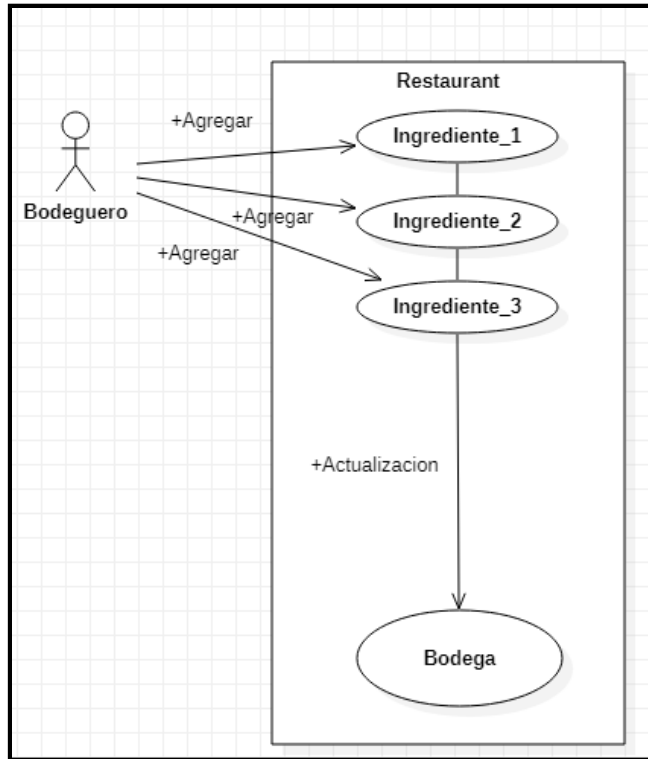 Restaurant
+Agregar
Ingrediente_1
Bodeguero
+Agregar
Ingrediente_2
+Agregar
Ingrediente_3
+Actualizacion
Bodega